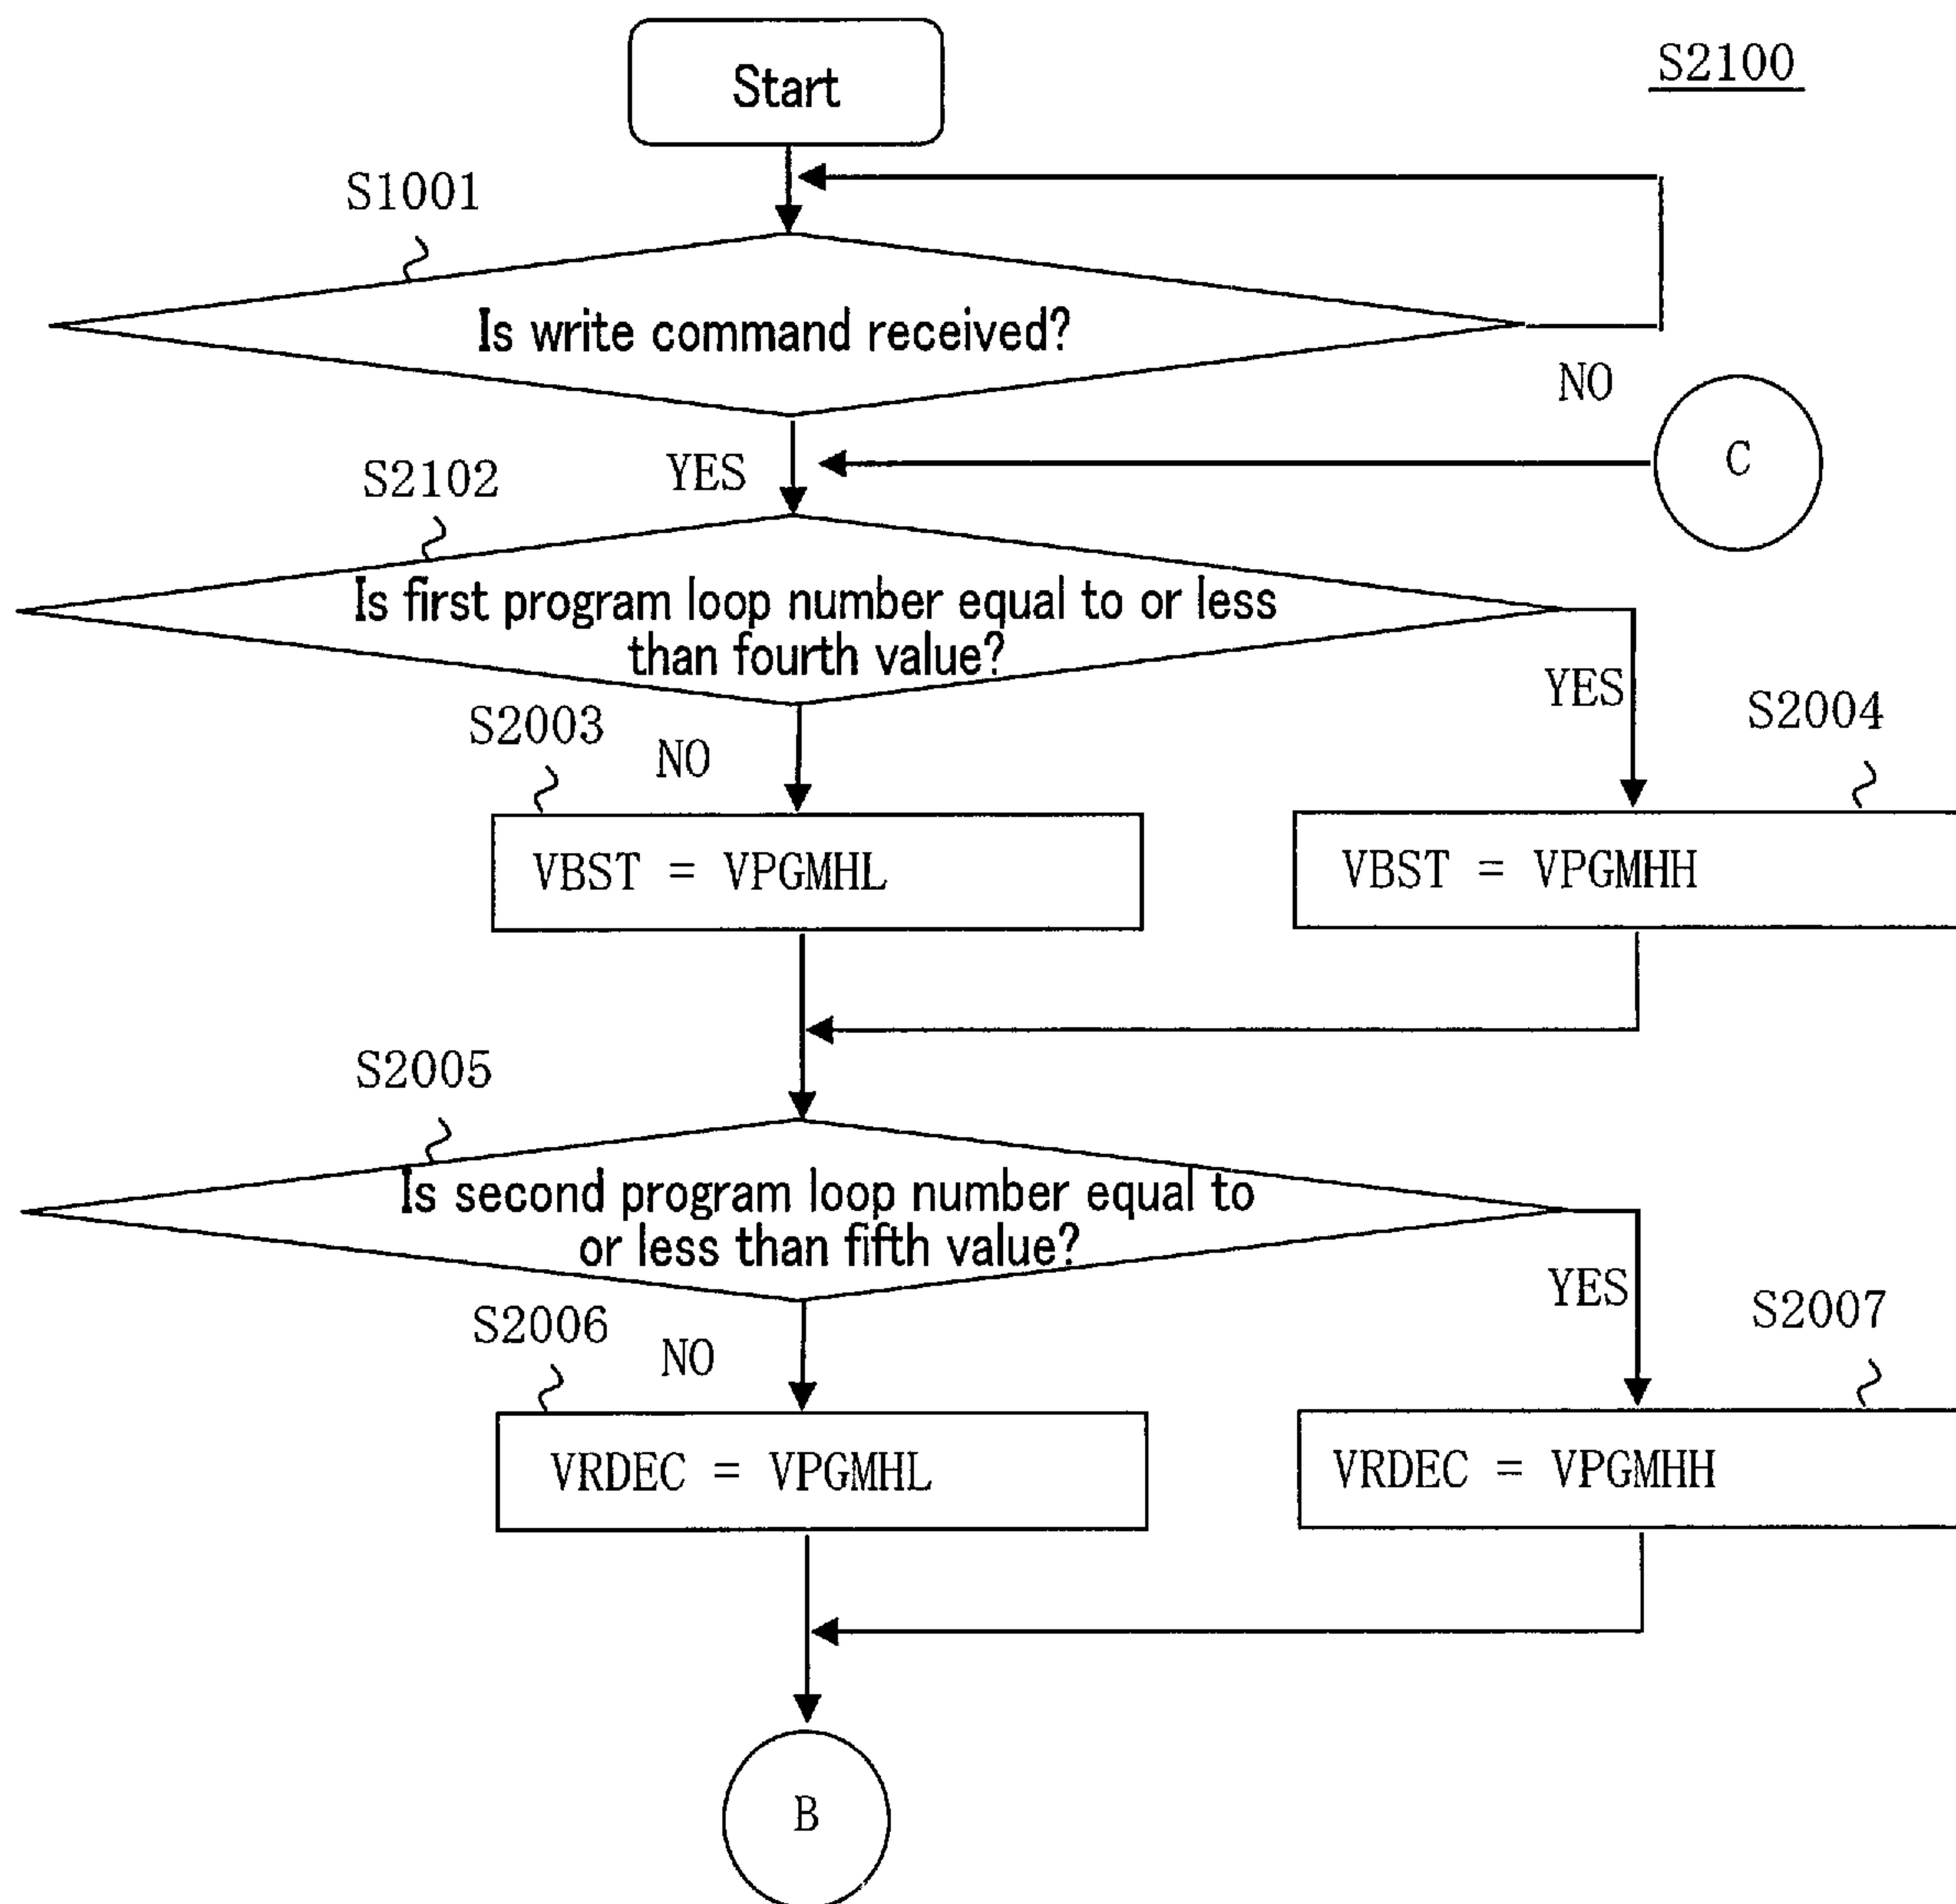 Start
S2100
S1001
Is write command received?
NO
C
S2102
YES
Is first program loop number equal to or less
than fourth value?
YES
S2003
NO
S2004
VBST = VPGMHL
VBST = VPGMHH
S2005
Is second program loop number equal to
or less than fifth value?
YES
S2006
NO
S2007
VRDEC = VPGMHL
VRDEC = VPGMHH
B